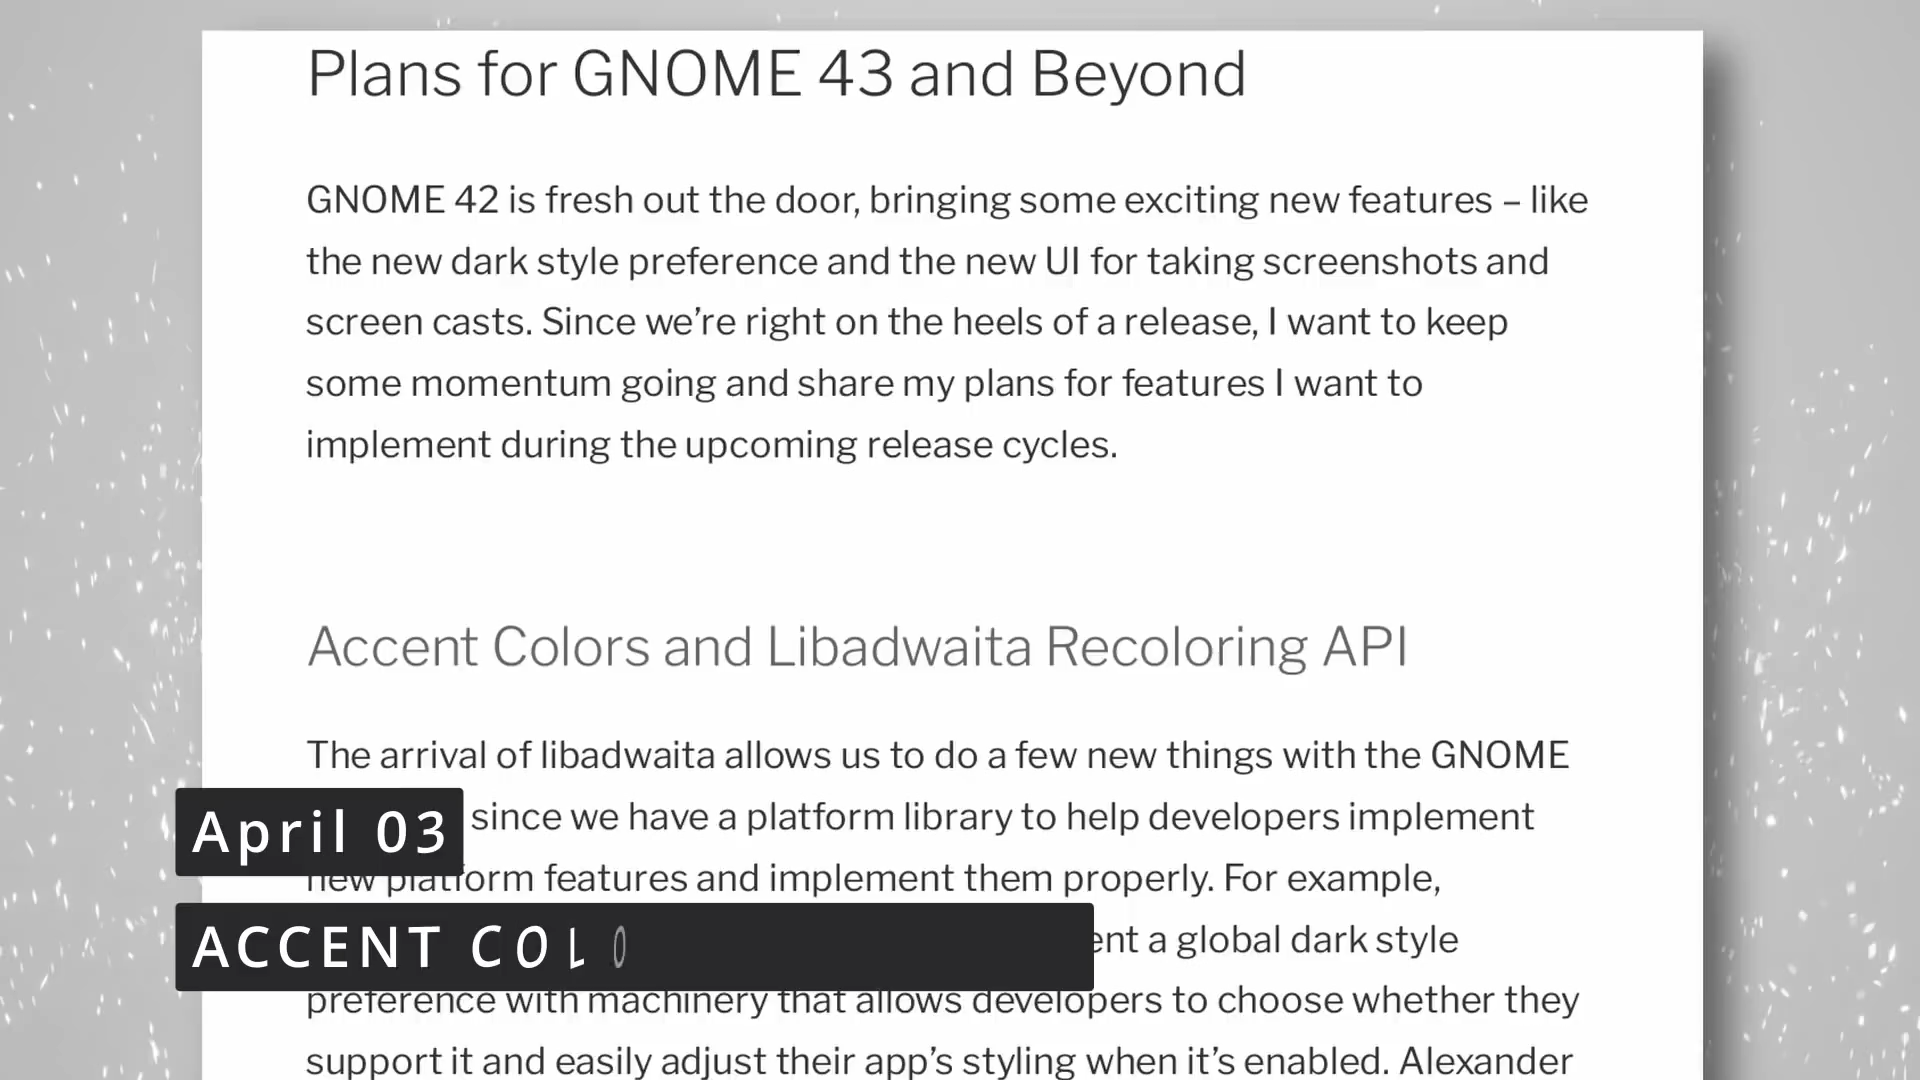 Plans for GNOME 43 and Beyond
GNOME 42 is fresh out the door, bringing some exciting new features – like
the new dark style preference and the new UI for taking screenshots and
screen casts. Since we’re right on the heels of a release, I want to keep
some momentum going and share my plans for features I want to
implement during the upcoming release cycles.
Accent Colors and Libadwaita Recoloring API
The arrival of libadwaita allows us to do a few new things with the GNOME
since we have a platform library to help developers implement
April 03
new platform features and implement them properly. For example,
a global dark style
ACCENT COLO
preference with machinery that allows developers to choose whether they
support it and easily adjust their app’s styling when it’s enabled. Alexander